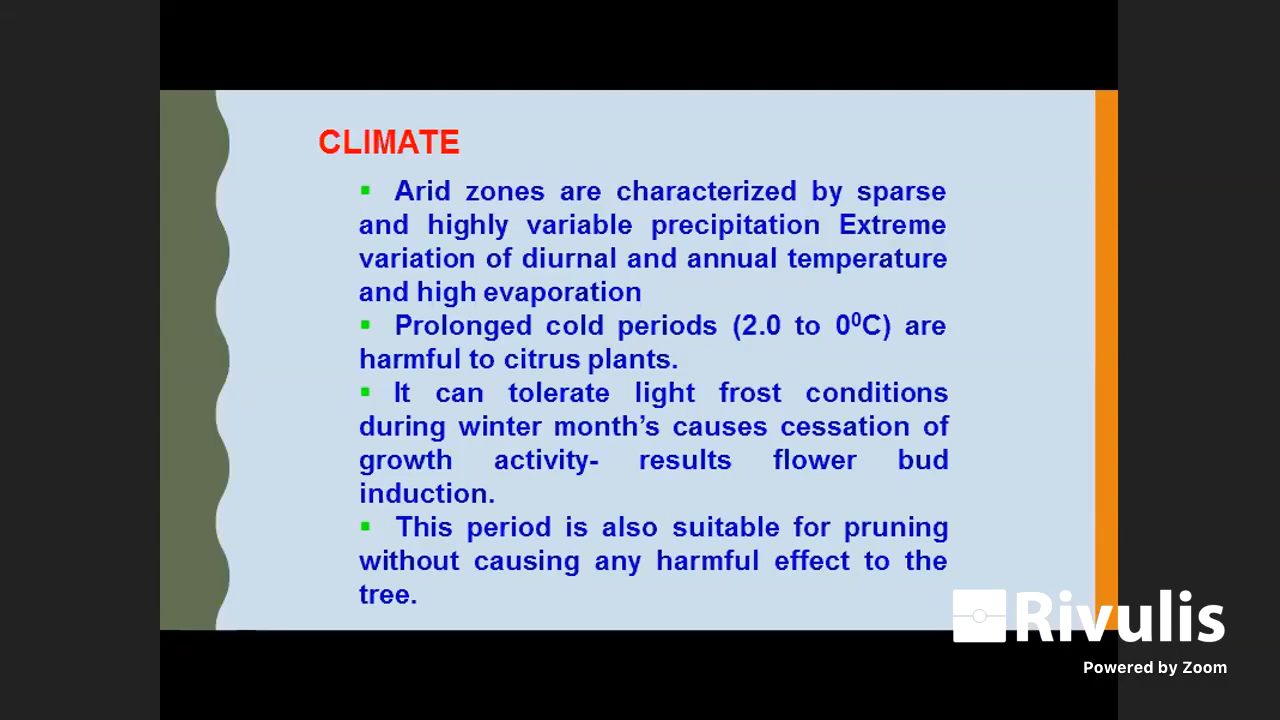 CLIMATE
▪ Arid zones are characterized by sparse
and highly variable precipitation Extreme
variation of diurnal and annual temperature
and high evaporation
▪ Prolonged cold periods (2.0 to 0⁰C) are
harmful to citrus plants.
▪ It can tolerate light frost conditions
during winter month’s causes cessation of
growth activity- results flower bud
induction.
▪ This period is also suitable for pruning
without causing any harmful effect to the
tree.
Rivulis
Powered by Zoom